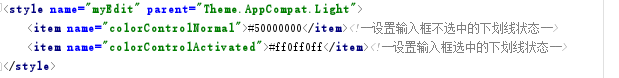 <style name="myEdit" parent="Theme.AppCompat.Light">
<item name="colorControlNormal">#50000000</item><!--设置输入框不选中的下划线状态-->
<item name="colorControlActivated">#ff0ff0ff</item><!--设置输入框选中的下划线状态-->
</style>